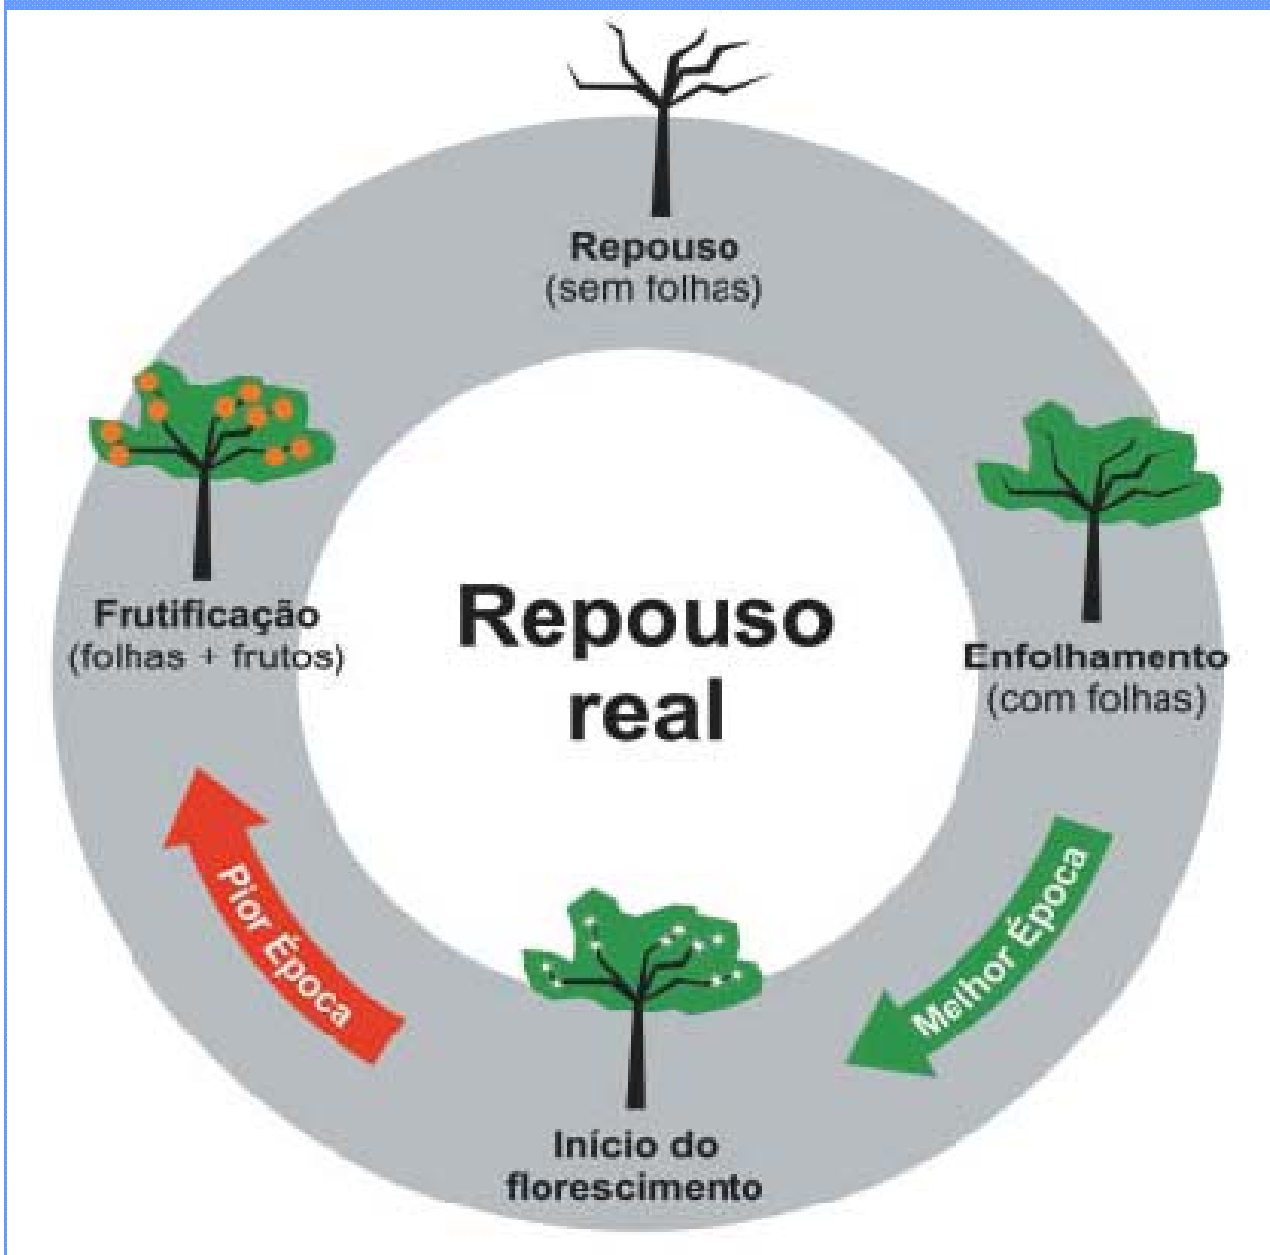 Repouso
(sem folhas)
Frutificação
(folhas + frutos)
Repouso
real
Enfolhamento
(com folhas)
Pior Época
Melhor Época
Início do
florescimento